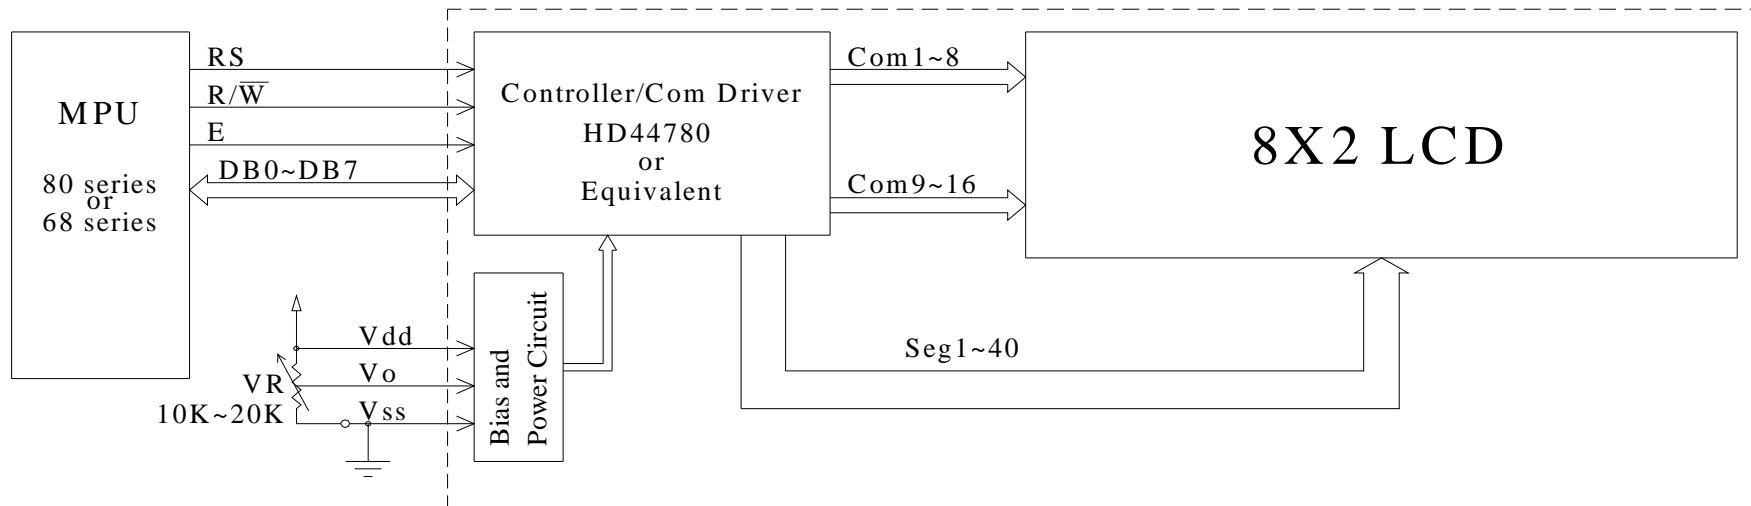 MPU
80 series
or
68 series
RS
R/W̅
E
DB0~DB7
Controller/Com Driver
HD44780
or
Equivalent
Com1~8
Com9~16
8X2 LCD
Seg1~40
Vdd
Vo
Vss
VR
10K~20K
Bias and
Power Circuit